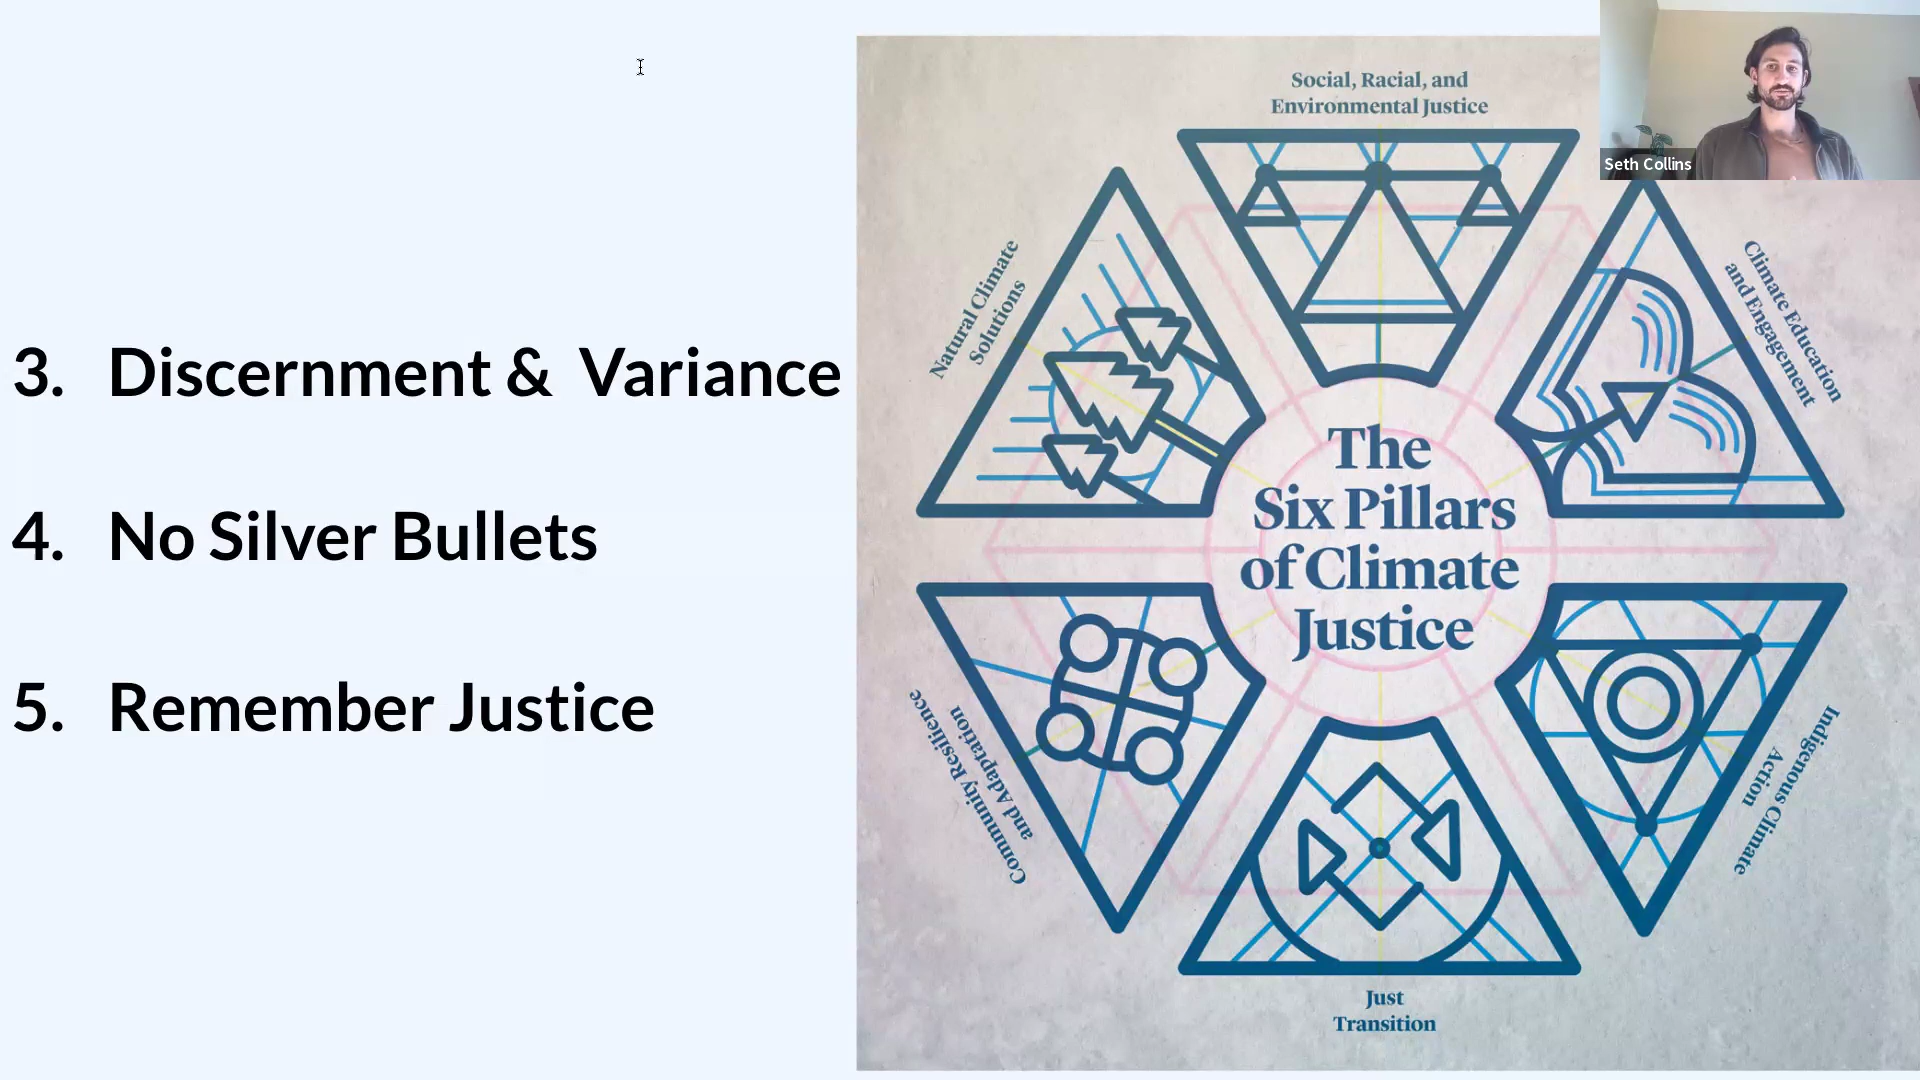 3. Discernment & Variance
4. No Silver Bullets
5. Remember Justice
Social, Racial, and
Environmental Justice
Natural Climate
Solutions
Climate Education
and Engagement
The
Six Pillars
of Climate
Justice
Community Resilience
and Adaptation
Indigenous Climate
Action
Just
Transition
Seth Collins